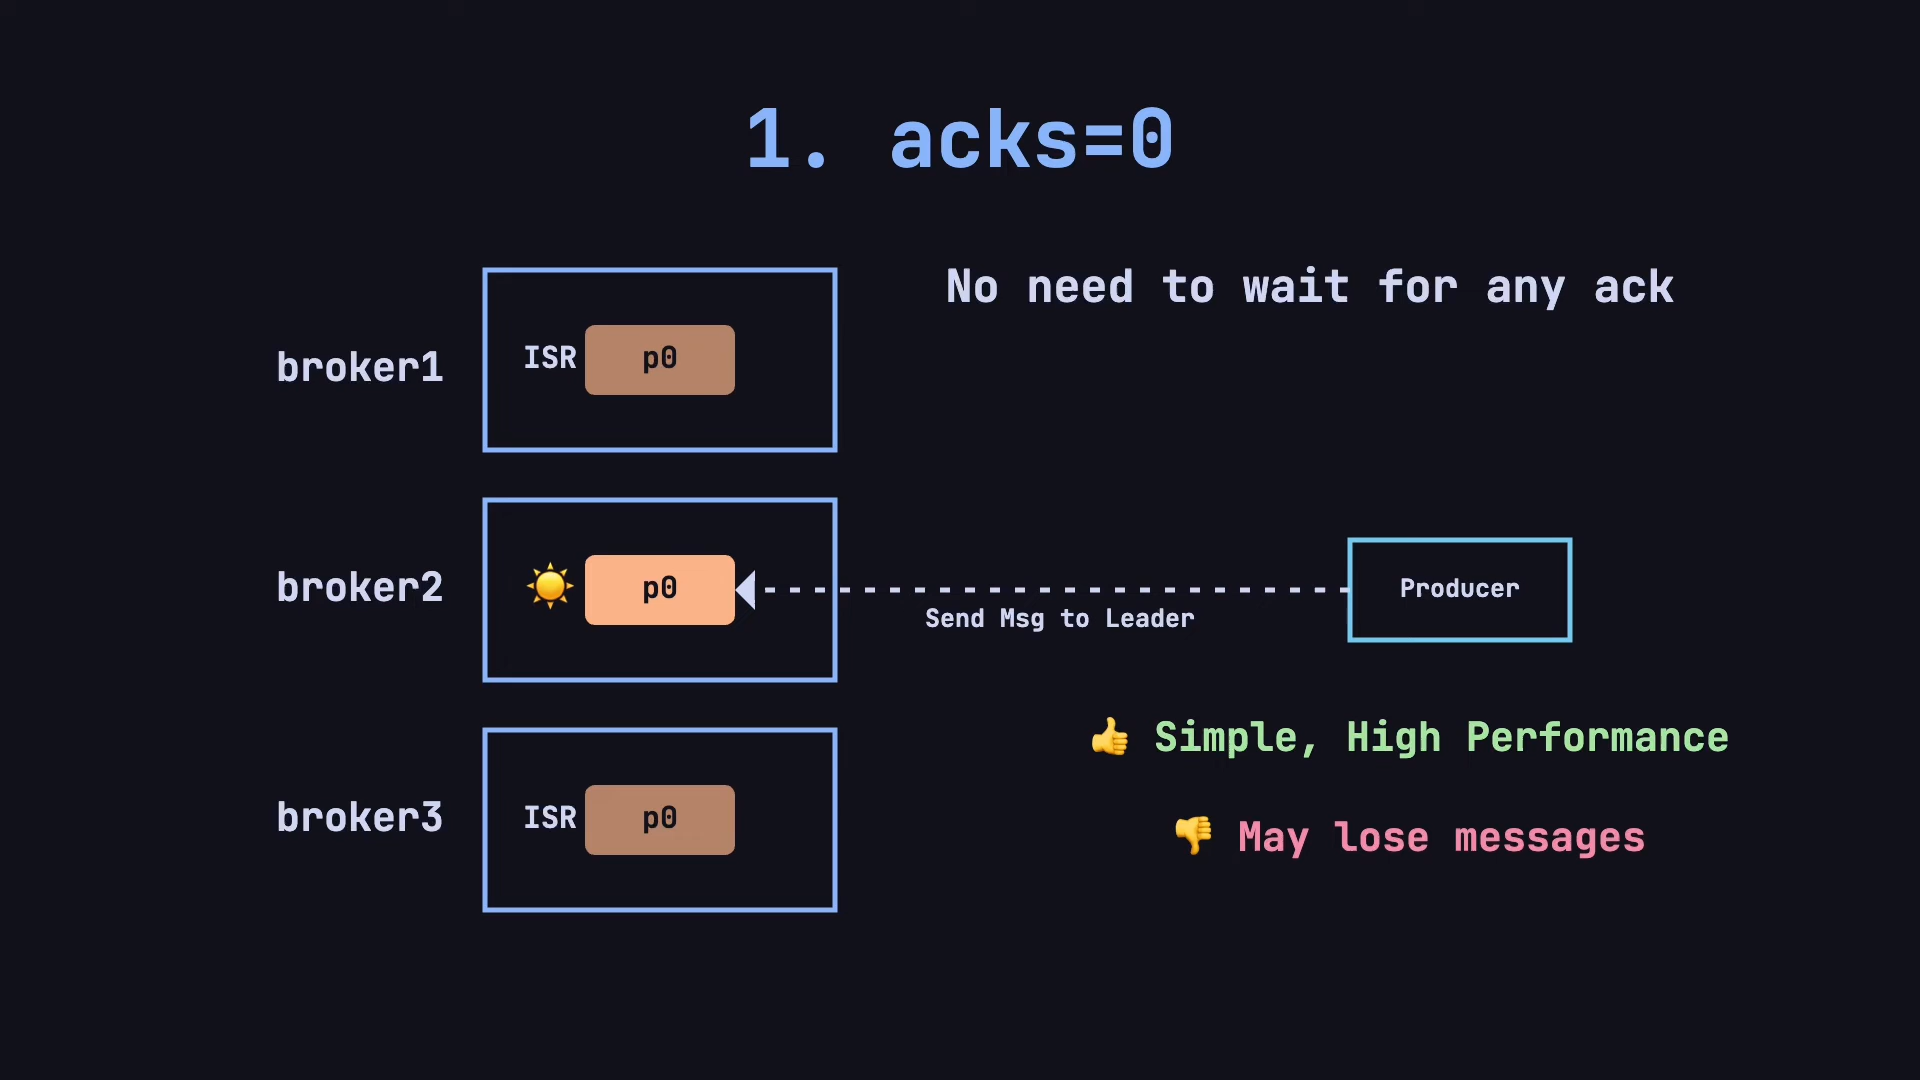 1. acks=0
No need to wait for any ack
broker1
ISR
p0
broker2
☀️
p0
Send Msg to Leader
Producer
👍 Simple, High Performance
👎 May lose messages
broker3
ISR
p0